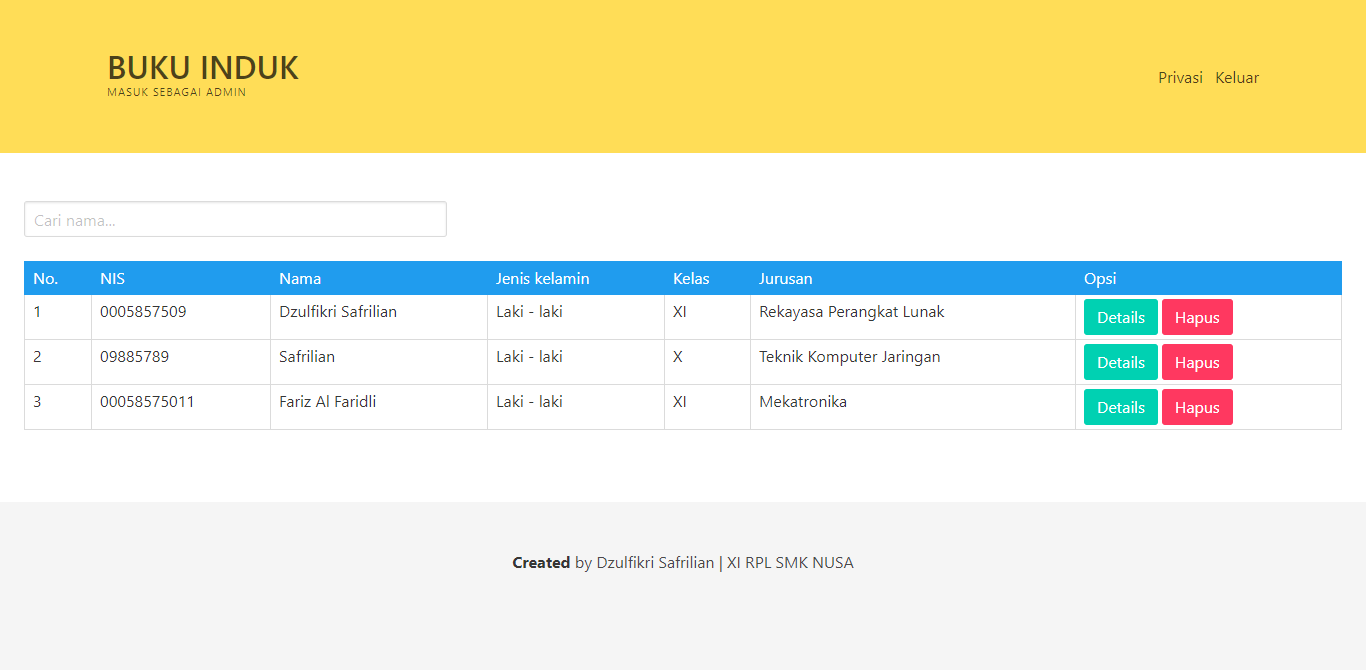 BUKU INDUK
MASUK SEBAGAI ADMIN
Privasi Keluar
Cari nama...
No. NIS Nama Jenis kelamin Kelas Jurusan Opsi
1 0005857509 Dzulfikri Safrilian Laki - laki XI Rekayasa Perangkat Lunak Details Hapus
2 09885789 Safrilian Laki - laki X Teknik Komputer Jaringan Details Hapus
3 00058575011 Fariz Al Faridli Laki - laki XI Mekatronika Details Hapus
Created by Dzulfikri Safrilian | XI RPL SMK NUSA